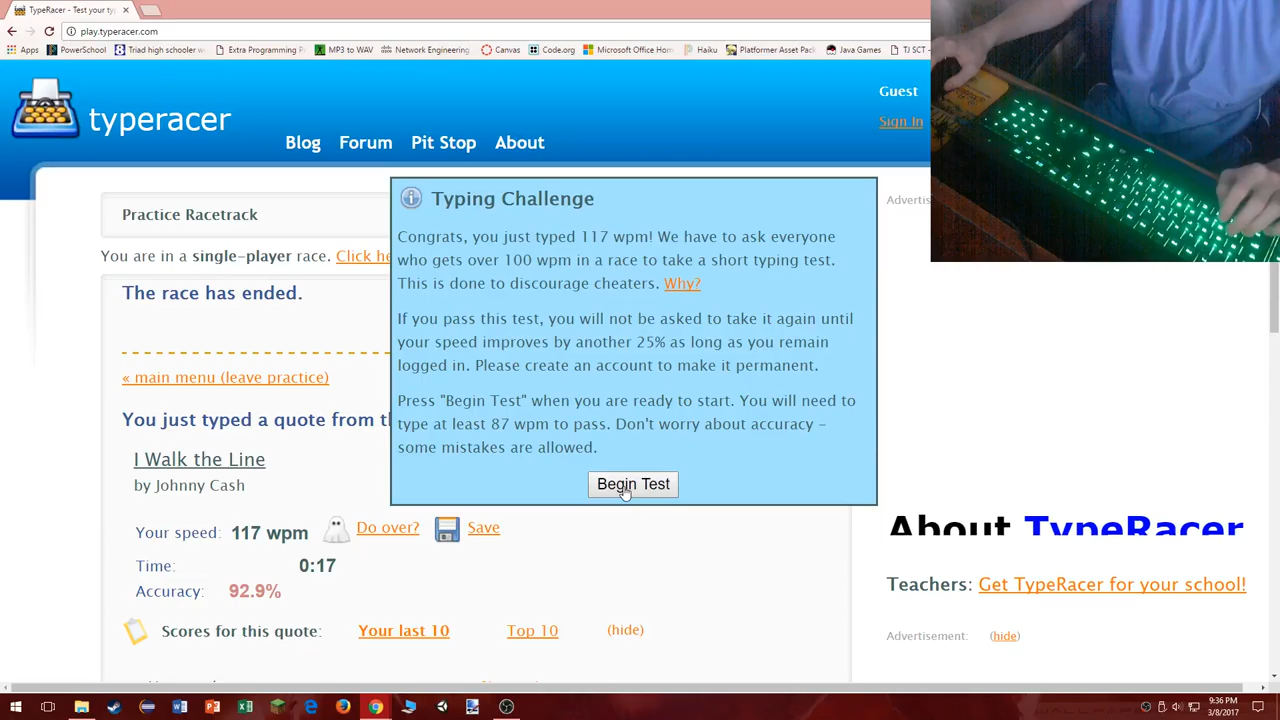 TypeRacer - Test your ty
play.typeracer.com
Apps PowerSchool Triad high schooler w Extra Programming P MP3 to WAV Network Engineering Canvas Code.org Microsoft Office Hom Haiku Platformer Asset Pack Java Games TJ SCT -
typeracer
Guest
Sign In
Blog Forum Pit Stop About
Practice Racetrack
You are in a single-player race. Click he
The race has ended.
« main menu (leave practice)
You just typed a quote from th
I Walk the Line
by Johnny Cash
Your speed: 117 wpm Do over? Save
Time: 0:17
Accuracy: 92.9%
Scores for this quote: Your last 10 Top 10 (hide)
Typing Challenge
Congrats, you just typed 117 wpm! We have to ask everyone
who gets over 100 wpm in a race to take a short typing test.
This is done to discourage cheaters. Why?
If you pass this test, you will not be asked to take it again until
your speed improves by another 25% as long as you remain
logged in. Please create an account to make it permanent.
Press "Begin Test" when you are ready to start. You will need to
type at least 87 wpm to pass. Don't worry about accuracy -
some mistakes are allowed.
Begin Test
Advertis
About TypeRacer
Teachers: Get TypeRacer for your school!
Advertisement: (hide)
9:36 PM
3/8/2017